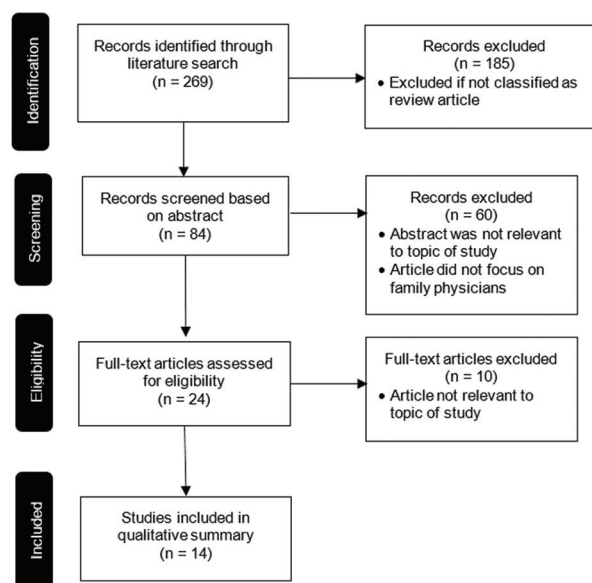 Identification
Records identified through
literature search
(n = 269)
Records excluded
(n = 185)
• Excluded if not classified as
review article
Screening
Records screened based
on abstract
(n = 84)
Records excluded
(n = 60)
• Abstract was not relevant
to topic of study
• Article did not focus on
family physicians
Eligibility
Full-text articles assessed
for eligibility
(n = 24)
Full-text articles excluded
(n = 10)
• Article not relevant to
topic of study
Included
Studies included in
qualitative summary
(n = 14)